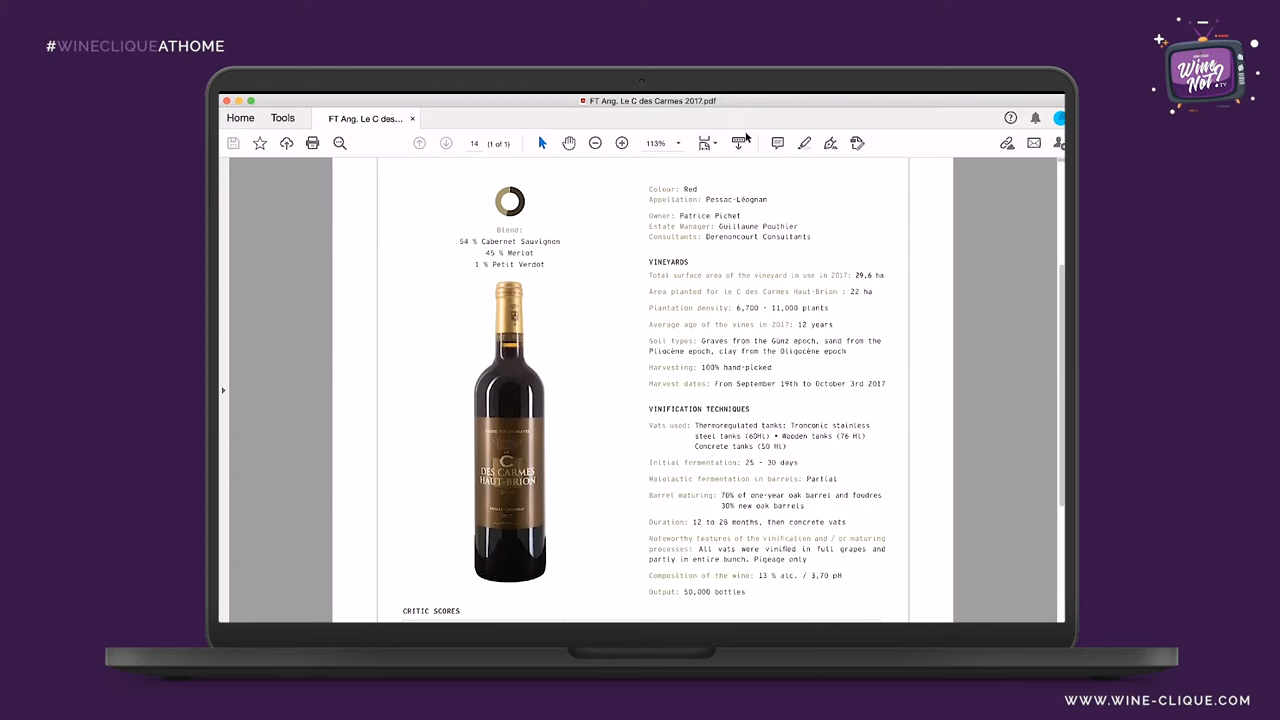 #WINECLIQUEATHOME
Wine
Not?
.TV
FT Ang. Le C des Carmes 2017.pdf
Home
Tools
FT Ang. Le C des...
14
(1 of 1)
113%
Blend:
54 % Cabernet Sauvignon
45 % Merlot
1 % Petit Verdot
C
DES CARMES
HAUT-BRION
Colour: Red
Appellation: Pessac-Léognan
Owner: Patrice Pichet
Estate Manager: Guillaume Pouthier
Consultants: Derenoncourt Consultants
VINEYARDS
Total surface area of the vineyard in use in 2017: 29,6 ha
Area planted for le C des Carmes Haut-Brion : 22 ha
Plantation density: 6,700 - 11,000 plants
Average age of the vines in 2017: 12 years
Soil types: Graves from the Günz epoch, sand from the
Pliocène epoch, clay from the Oligocène epoch
Harvesting: 100% hand-picked
Harvest dates: From September 19th to October 3rd 2017
VINIFICATION TECHNIQUES
Vats used: Thermoregulated tanks: Tronconic stainless
steel tanks (60Hl) • Wooden tanks (76 Hl)
Concrete tanks (50 Hl)
Initial fermentation: 25 - 30 days
Malolactic fermentation in barrels: Partial
Barrel maturing: 70% of one-year oak barrel and foudres
30% new oak barrels
Duration: 12 to 28 months, then concrete vats
Noteworthy features of the vinification and / or maturing
processes: All vats were vinified in full grapes and
partly in entire bunch. Pigeage only
Composition of the wine: 13 % alc. / 3,70 pH
Output: 50,000 bottles
CRITIC SCORES
WWW.WINE-CLIQUE.COM